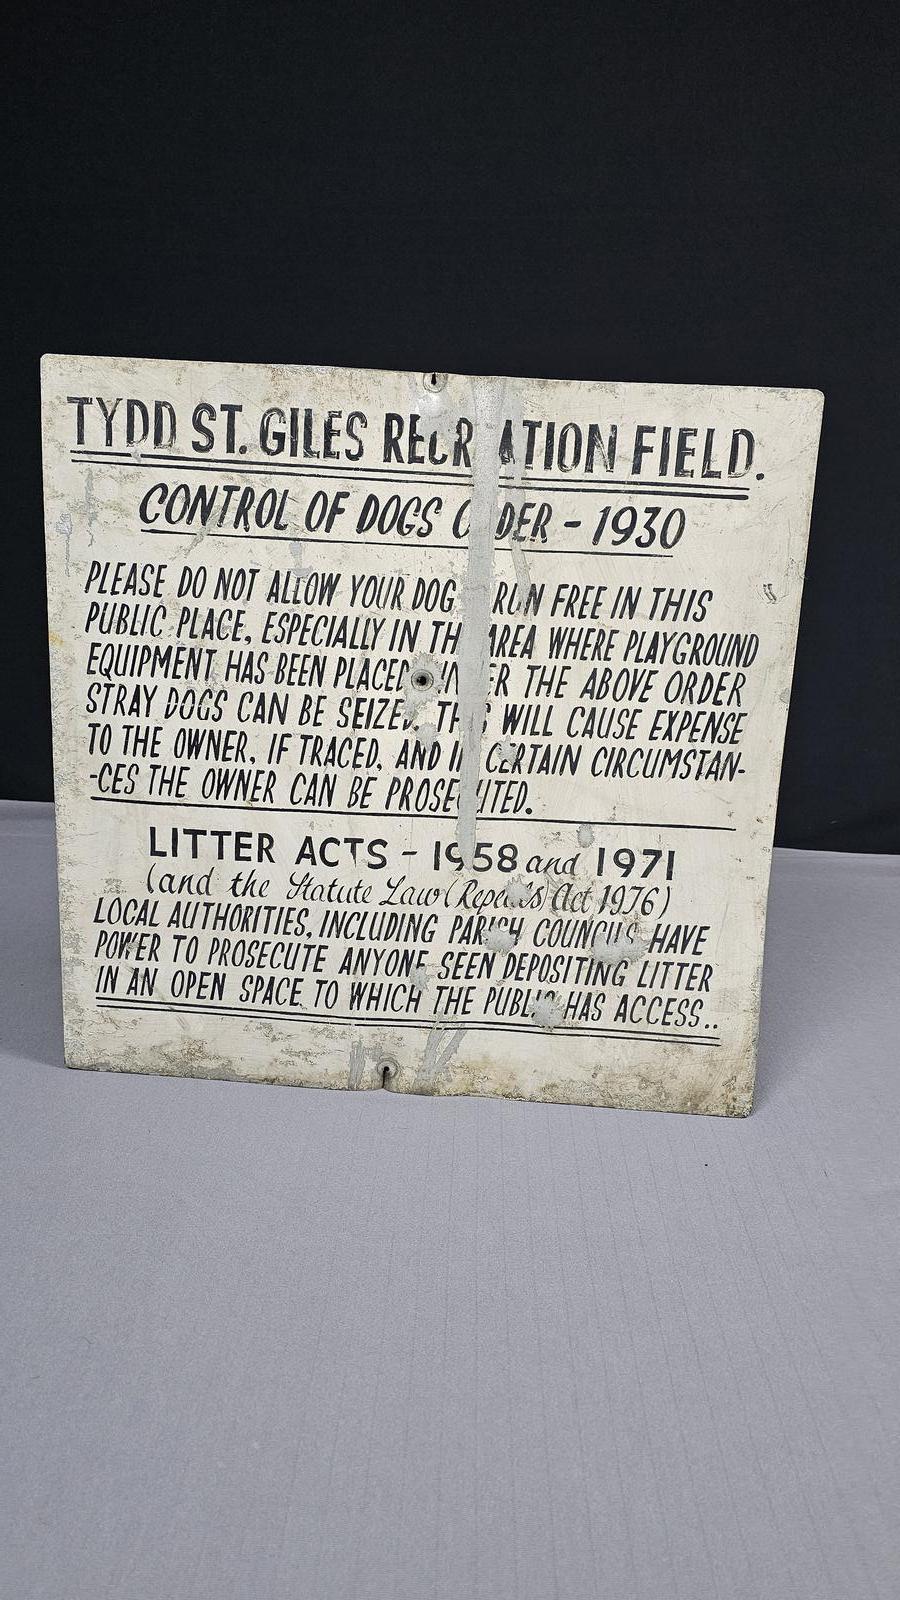 TYDD ST. GILES RECREATION FIELD.
CONTROL OF DOGS ORDER - 1930
PLEASE DO NOT ALLOW YOUR DOG RUN FREE IN THIS
PUBLIC PLACE, ESPECIALLY IN THE AREA WHERE PLAYGROUND
EQUIPMENT HAS BEEN PLACED UNDER THE ABOVE ORDER
STRAY DOGS CAN BE SEIZED. THIS WILL CAUSE EXPENSE
TO THE OWNER, IF TRACED, AND IN CERTAIN CIRCUMSTAN-
-CES THE OWNER CAN BE PROSECUTED.
LITTER ACTS - 1958 and 1971
(and the Statute Law (Repeals) Act 1976)
LOCAL AUTHORITIES, INCLUDING PARISH COUNCILS HAVE
POWER TO PROSECUTE ANYONE SEEN DEPOSITING LITTER
IN AN OPEN SPACE TO WHICH THE PUBLIC HAS ACCESS..